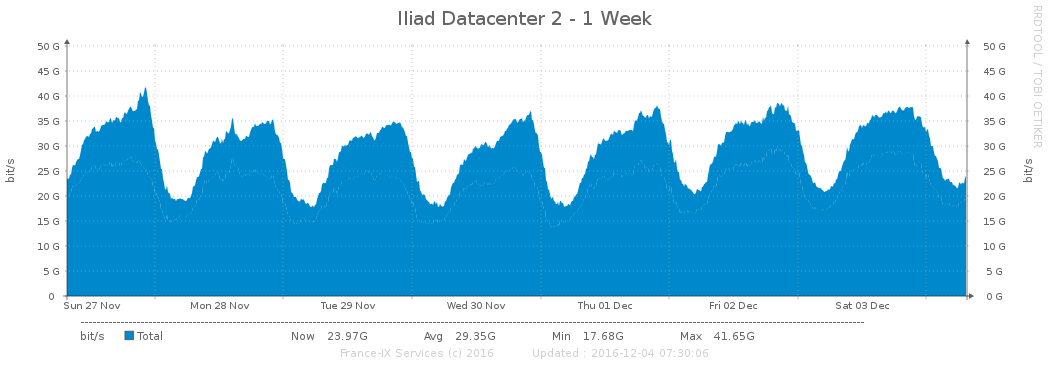 Iliad Datacenter 2 - 1 Week
RRDTOOL / TOBI OETIKER
50 G 50 G
45 G 45 G
40 G 40 G
35 G 35 G
30 G 30 G
25 G 25 G
20 G 20 G
15 G 15 G
10 G 10 G
5 G 5 G
0 0 G
bit/s bit/s
Sun 27 Nov Mon 28 Nov Tue 29 Nov Wed 30 Nov Thu 01 Dec Fri 02 Dec Sat 03 Dec
bit/s Total Now 23.97G Avg 29.35G Min 17.68G Max 41.65G
France-IX Services (c) 2016 Updated : 2016-12-04 07:30:06